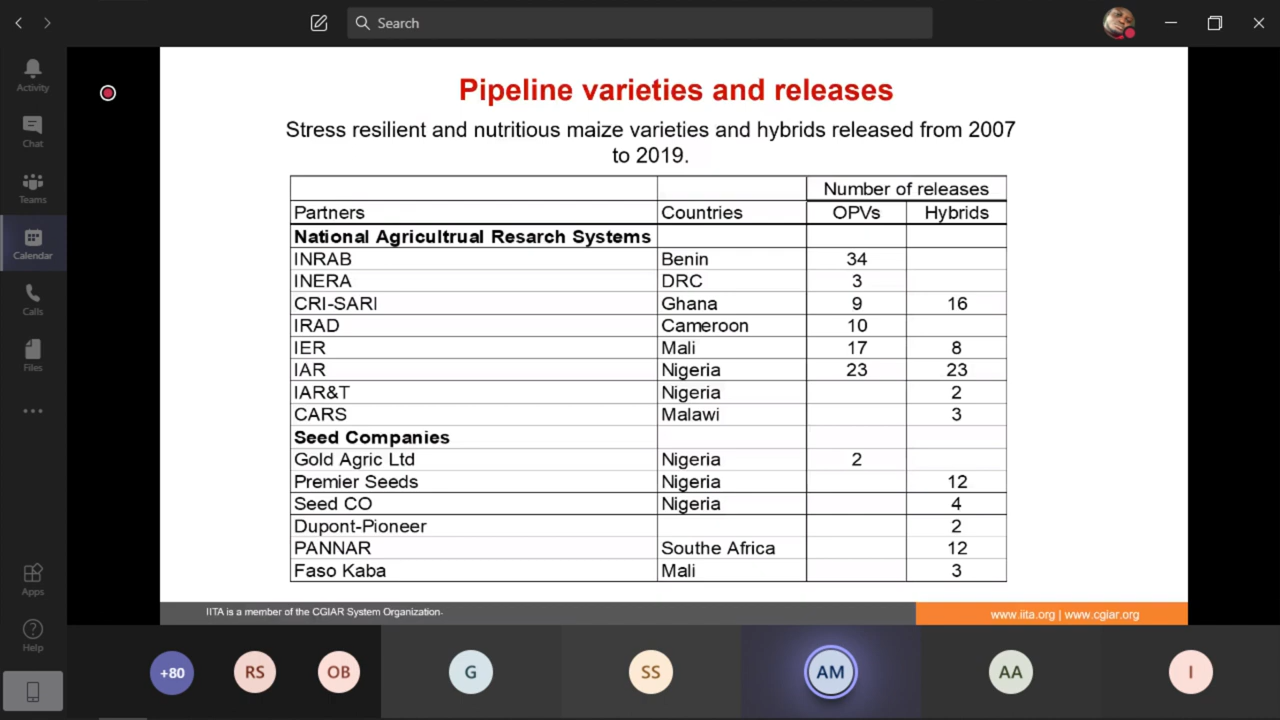 Search
Activity
Chat
Teams
Calendar
Calls
Files
Apps
Help
Pipeline varieties and releases
Stress resilient and nutritious maize varieties and hybrids released from 2007
to 2019.
Number of releases
Partners Countries OPVs Hybrids
National Agricultrual Resarch Systems
INRAB Benin 34
INERA DRC 3
CRI-SARI Ghana 9 16
IRAD Cameroon 10
IER Mali 17 8
IAR Nigeria 23 23
IAR&T Nigeria 2
CARS Malawi 3
Seed Companies
Gold Agric Ltd Nigeria 2
Premier Seeds Nigeria 12
Seed CO Nigeria 4
Dupont-Pioneer 2
PANNAR Southe Africa 12
Faso Kaba Mali 3
IITA is a member of the CGIAR System Organization.
www.iita.org | www.cgiar.org
+80 RS OB G SS AM AA I